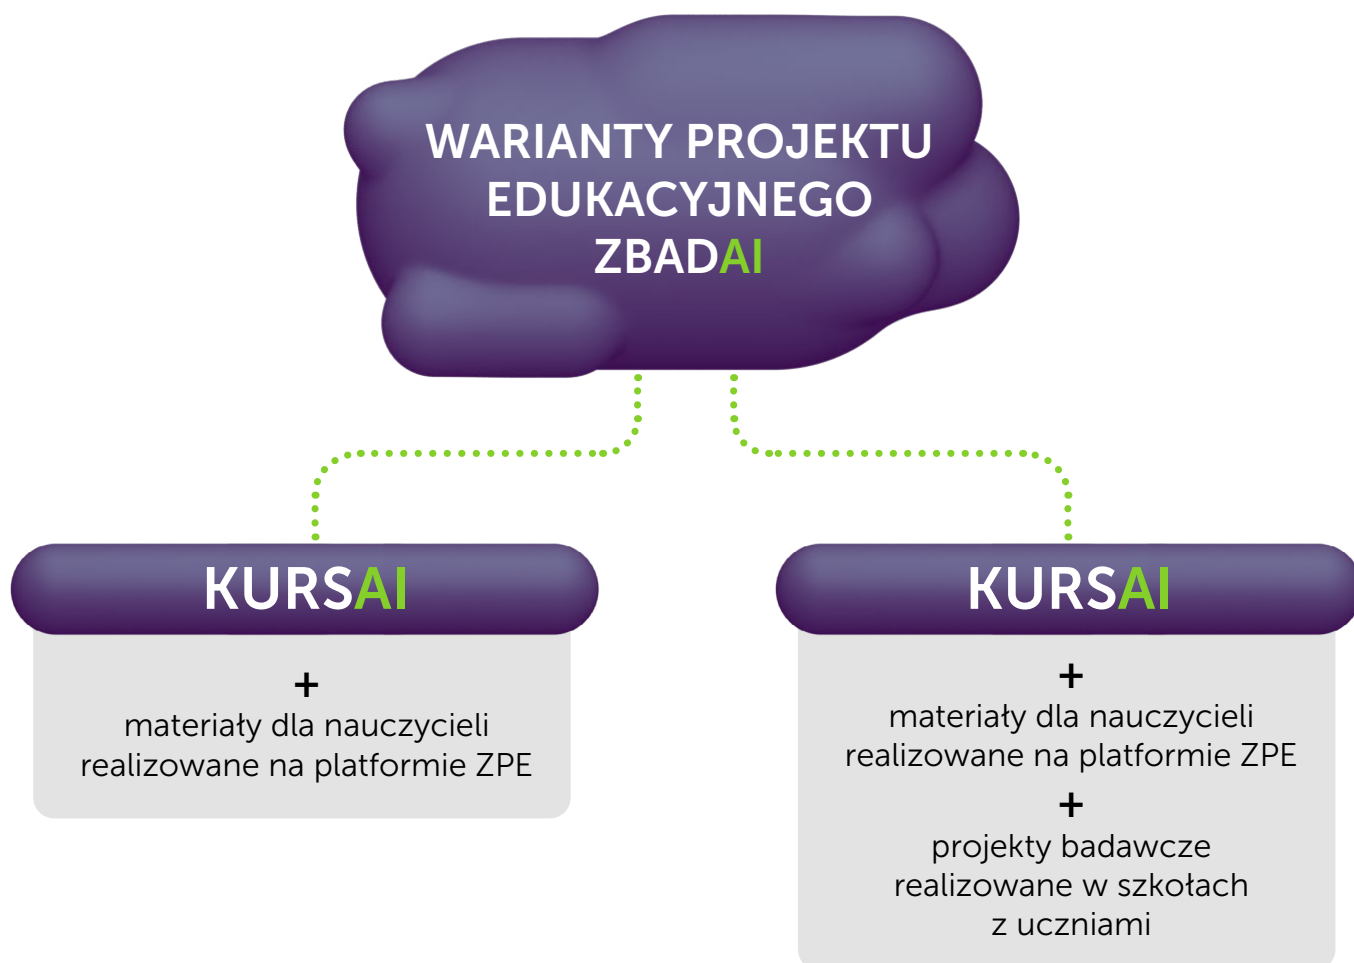 WARIANTY PROJEKTU
EDUKACYJNEGO
ZBADAI
KURSAI
+
materiały dla nauczycieli
realizowane na platformie ZPE
KURSAI
+
materiały dla nauczycieli
realizowane na platformie ZPE
+
projekty badawcze
realizowane w szkołach
z uczniami